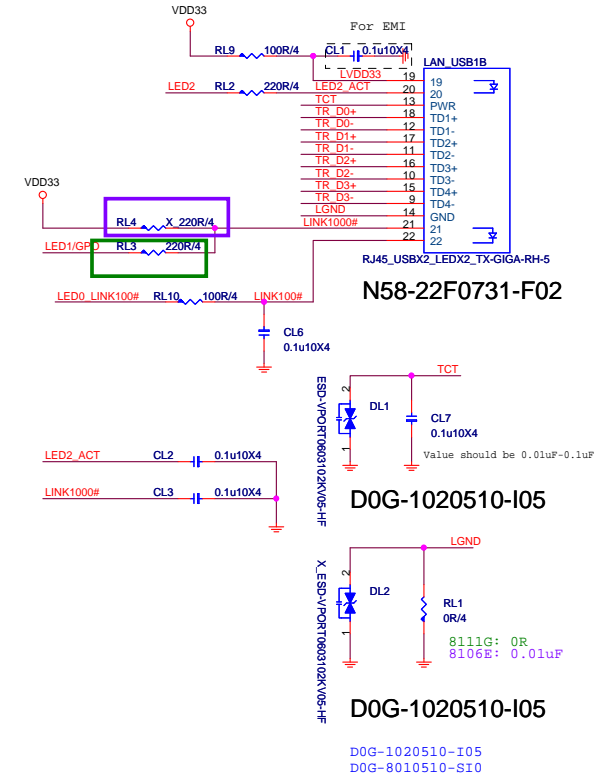 VDD33
For EMI
RL9 100R/4 CL1 0.1u10X4
LAN_USB1B
LVDD33 19 19
LED2 RL2 220R/4 LED2_ACT 20 20
TCT 13 PWR
TR_D0+ 18 TD1+
TR_D0- 12 TD1-
TR_D1+ 17 TD2+
TR_D1- 11 TD2-
TR_D2+ 16 TD3+
TR_D2- 10 TD3-
TR_D3+ 15 TD4+
TR_D3- 9 TD4-
LGND 14 GND
VDD33
RL4 X_220R/4 LINK1000# 21 21
22 22
LED1/GPO RL3 220R/4
RJ45_USBX2_LEDX2_TX-GIGA-RH-5
N58-22F0731-F02
LED0_LINK100# RL10 100R/4 LINK100#
CL6
0.1u10X4
TCT
ESD-VPORT0603102KV05-HF
2
DL1
1
CL7
0.1u10X4
Value should be 0.01uF-0.1uF
D0G-1020510-I05
LED2_ACT CL2 0.1u10X4
LINK1000# CL3 0.1u10X4
LGND
X_ESD-VPORT0603102KV05-HF
2
DL2
1
RL1
0R/4
8111G: 0R
8106E: 0.01uF
D0G-1020510-I05
D0G-1020510-I05
D0G-8010510-SI0